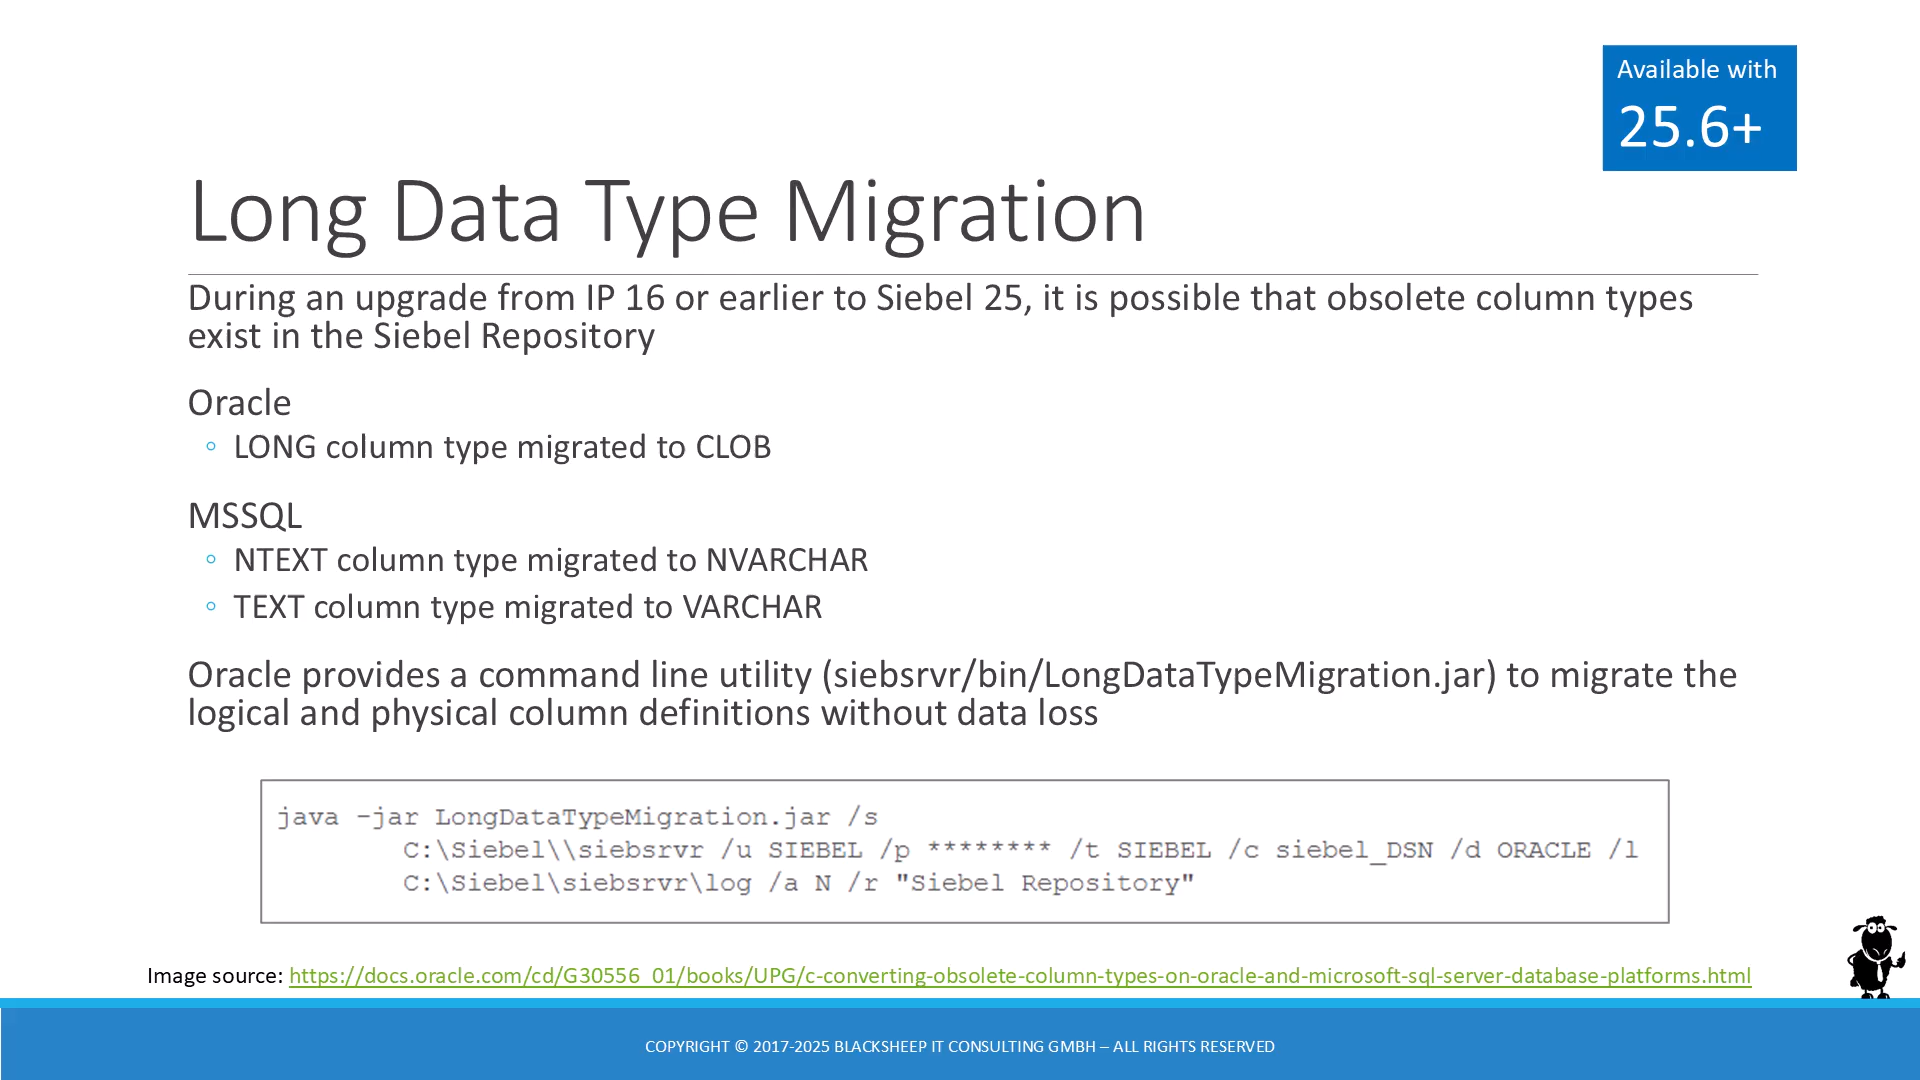 Available with
25.6+
Long Data Type Migration
During an upgrade from IP 16 or earlier to Siebel 25, it is possible that obsolete column types
exist in the Siebel Repository
Oracle
◦ LONG column type migrated to CLOB
MSSQL
◦ NTEXT column type migrated to NVARCHAR
◦ TEXT column type migrated to VARCHAR
Oracle provides a command line utility (siebsrvr/bin/LongDataTypeMigration.jar) to migrate the
logical and physical column definitions without data loss
java -jar LongDataTypeMigration.jar /s
C:\Siebel\\siebsrvr /u SIEBEL /p ******** /t SIEBEL /c siebel_DSN /d ORACLE /l
C:\Siebel\siebsrvr\log /a N /r "Siebel Repository"
Image source: https://docs.oracle.com/cd/G30556_01/books/UPG/c-converting-obsolete-column-types-on-oracle-and-microsoft-sql-server-database-platforms.html
COPYRIGHT © 2017-2025 BLACKSHEEP IT CONSULTING GMBH – ALL RIGHTS RESERVED